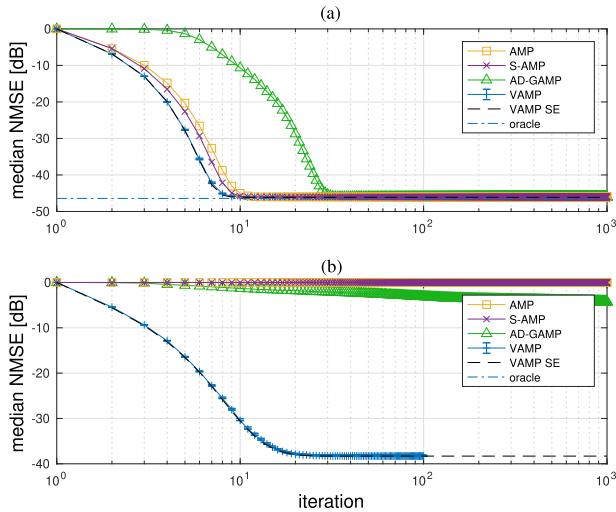 (a)
median NMSE [dB]
0
-10
-20
-30
-40
-50
AMP
S-AMP
AD-GAMP
VAMP
VAMP SE
oracle
10^0
10^1
10^2
10^3
(b)
median NMSE [dB]
0
-10
-20
-30
-40
AMP
S-AMP
AD-GAMP
VAMP
VAMP SE
oracle
10^0
10^1
10^2
10^3
iteration